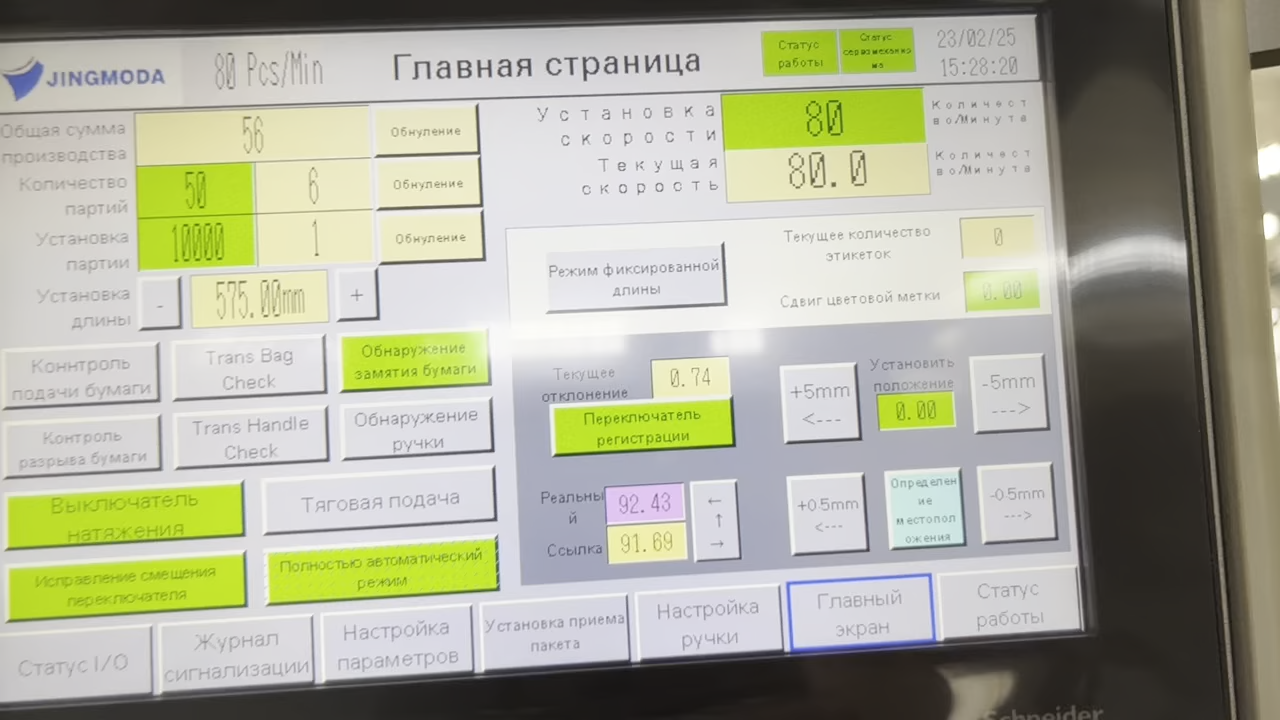 JINGMODA
80 Pcs/Min
Главная страница
Статус
работы
Статус
сервомеханиз
ма
23/02/25
15:28:20
Общая сумма
производства
56
Обнуление
Количество
партий
50
6
Обнуление
Установка
партии
10000
1
Обнуление
Установка
длины
-
575.00mm
+
Установка
скорости
80
Количест
во/Минута
Текущая
скорость
80.0
Количест
во/Минута
Режим фиксированной
длины
Текущее количество
этикеток
0
Сдвиг цветовой метки
0.00
Коннтроль
подачи бумаги
Trans Bag
Check
Обнаружение
замятия бумаги
Контроль
разрыва бумаги
Trans Handle
Check
Обнаружение
ручки
Выключатель
натяжения
Тяговая подача
Исправление смещения
переключателя
Полностью автоматический
режим
Текущее
отклонение
0.74
Переключатель
регистрации
+5mm
<---
Установить
положение
0.00
-5mm
--->
Реальны
й
92.43
Ссылка
91.69
←
↑
→
+0.5mm
<---
Определен
ие
местопол
ожения
-0.5mm
--->
Статус I/O
Журнал
сигнализации
Настройка
параметров
Установка приема
пакета
Настройка
ручки
Главный
экран
Статус
работы
Schneider